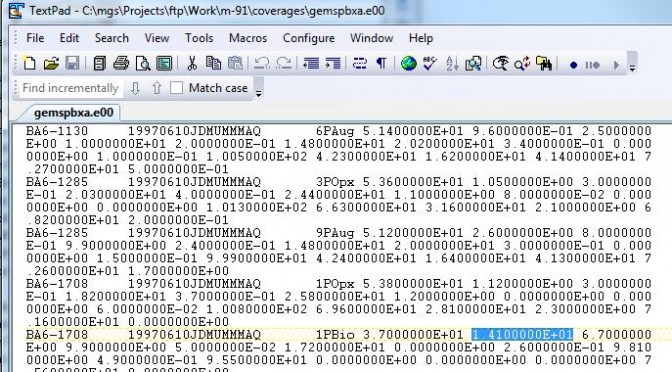 TextPad - C:\mgs\Projects\ftp\Work\m-91\coverages\gemspbxa.e00
File Edit Search View Tools Macros Configure Window Help
Find incrementally Match case
gemspbxa.e00
BA6-1130 19970610JDMUMMMAQ 6PAug 5.1400000E+01 9.6000000E-01 2.5000000
E+00 1.0000000E+01 2.0000000E-01 1.4800000E+01 2.0200000E+01 3.4000000E-01 0.000
0000E+00 1.0000000E-01 1.0050000E+02 4.2300000E+01 1.6200000E+01 4.1400000E+01 7
.2700000E+01 5.0000000E-01
BA6-1285 19970610JDMUMMMAQ 3POpx 5.3600000E+01 1.0500000E+00 3.0000000
E-01 2.0300000E+01 4.0000000E-01 2.4400000E+01 1.1000000E+00 8.0000000E-02 0.000
0000E+00 0.0000000E+00 1.0130000E+02 6.6300000E+01 3.1600000E+01 2.1000000E+00 6
.8200000E+01 2.0000000E-01
BA6-1285 19970610JDMUMMMAQ 9PAug 5.1200000E+01 2.6000000E+00 8.0000000
E-01 9.9000000E+00 2.4000000E-01 1.4800000E+01 2.0000000E+01 3.0000000E-01 0.000
0000E+00 1.5000000E-01 9.9900000E+01 4.2400000E+01 1.6400000E+01 4.1300000E+01 7
.2600000E+01 1.7000000E+00
BA6-1708 19970610JDMUMMMAQ 1POpx 5.3800000E+01 1.1200000E+00 3.0000000
E-01 1.8200000E+01 3.7000000E-01 2.5800000E+01 1.2000000E+00 0.0000000E+00 0.000
0000E+00 6.0000000E-02 1.0080000E+02 6.9600000E+01 2.8100000E+01 2.3000000E+00 7
.1600000E+01 0.0000000E+00
BA6-1708 19970610JDMUMMMAQ 1PBio 3.7000000E+01 1.4100000E+01 6.7000000
E+00 9.9000000E+00 5.0000000E-02 1.7200000E+01 0.0000000E+00 2.6000000E-01 9.810
0000E+00 4.9000000E-01 9.5500000E+01 0.0000000E+00 0.0000000E+00 0.0000000E+00 7